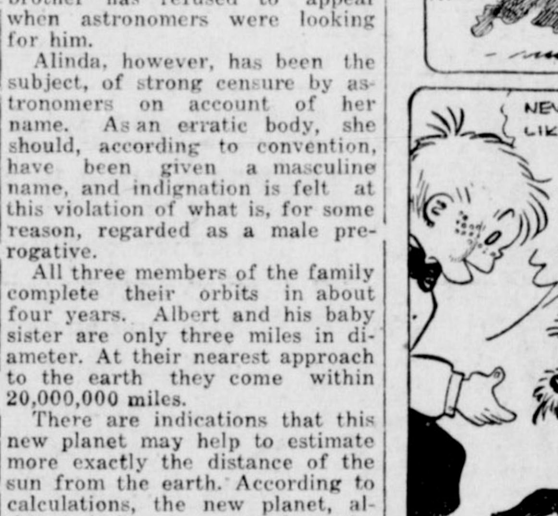 brother has refused to appear
when astronomers were looking
for him.
Alinda, however, has been the
subject, of strong censure by as-
tronomers on account of her
name. As an erratic body, she
should, according to convention,
have been given a masculine
name, and indignation is felt at
this violation of what is, for some
reason, regarded as a male pre-
rogative.
All three members of the family
complete their orbits in about
four years. Albert and his baby
sister are only three miles in di-
ameter. At their nearest approach
to the earth they come within
20,000,000 miles.
There are indications that this
new planet may help to estimate
more exactly the distance of the
sun from the earth. According to
calculations, the new planet, al-